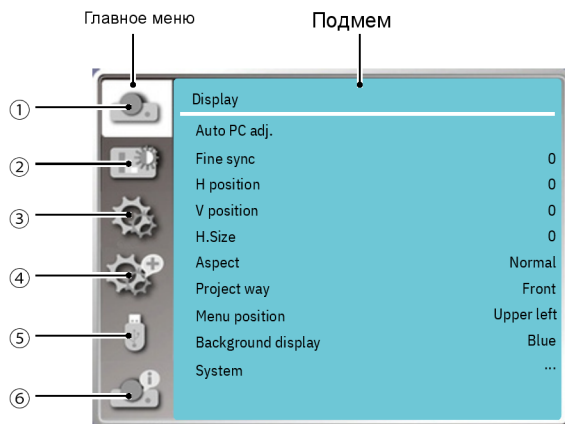 Главное меню
Подмем
①
②
③
④
⑤
⑥
Display
Auto PC adj.
Fine sync 0
H position 0
V position 0
H.Size 0
Aspect Normal
Project way Front
Menu position Upper left
Background display Blue
System ...